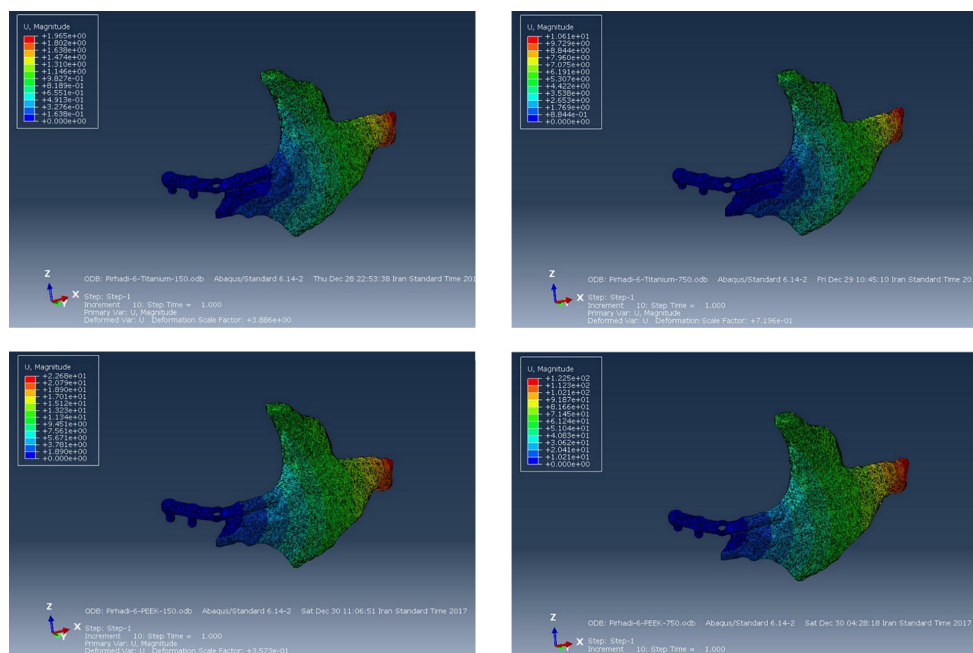 U, Magnitude
+1.965e+00
+1.802e+00
+1.638e+00
+1.474e+00
+1.310e+00
+1.146e+00
+9.827e-01
+8.189e-01
+6.551e-01
+4.913e-01
+3.276e-01
+1.638e-01
+0.000e+00
Z
X
Y
ODB: Pirhadi-6-Titanium-150.odb Abaqus/Standard 6.14-2 Thu Dec 28 22:53:38 Iran Standard Time 201
Step: Step-1
Increment 10: Step Time = 1.000
Primary Var: U, Magnitude
Deformed Var: U Deformation Scale Factor: +3.886e+00
U, Magnitude
+1.061e+01
+9.729e+00
+8.844e+00
+7.960e+00
+7.075e+00
+6.191e+00
+5.307e+00
+4.422e+00
+3.538e+00
+2.653e+00
+1.769e+00
+8.844e-01
+0.000e+00
Z
X
Y
ODB: Pirhadi-6-Titanium-750.odb Abaqus/Standard 6.14-2 Fri Dec 29 10:45:10 Iran Standard Time 20
Step: Step-1
Increment 10: Step Time = 1.000
Primary Var: U, Magnitude
Deformed Var: U Deformation Scale Factor: +7.196e-01
U, Magnitude
+2.268e+01
+2.079e+01
+1.890e+01
+1.701e+01
+1.512e+01
+1.323e+01
+1.134e+01
+9.451e+00
+7.561e+00
+5.671e+00
+3.781e+00
+1.890e+00
+0.000e+00
Z
X
Y
ODB: Pirhadi-6-PEEK-150.odb Abaqus/Standard 6.14-2 Sat Dec 30 11:06:51 Iran Standard Time 2017
Step: Step-1
Increment 10: Step Time = 1.000
Primary Var: U, Magnitude
Deformed Var: U Deformation Scale Factor: +3.573e-01
U, Magnitude
+1.225e+02
+1.123e+02
+1.021e+02
+9.187e+01
+8.166e+01
+7.145e+01
+6.124e+01
+5.104e+01
+4.083e+01
+3.062e+01
+2.041e+01
+1.021e+01
+0.000e+00
Z
X
Y
ODB: Pirhadi-6-PEEK-750.odb Abaqus/Standard 6.14-2 Sat Dec 30 04:28:18 Iran Standard Time 2017
Step: Step-1
Increment 10: Step Time = 1.000
Primary Var: U, Magnitude